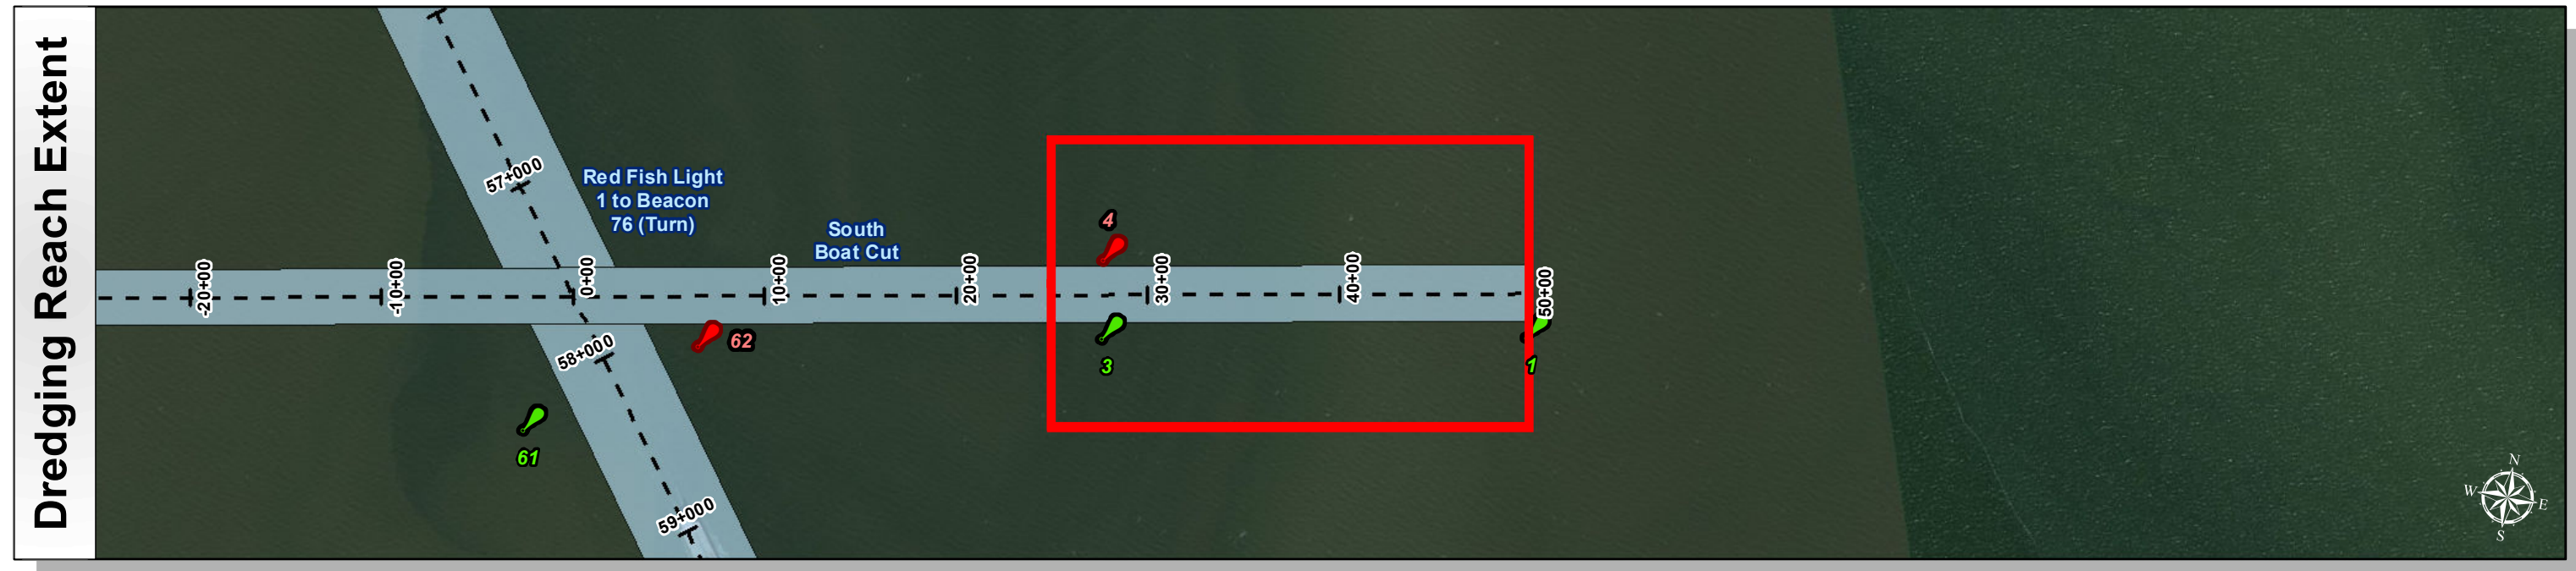 Dredging Reach Extent
57+000
Red Fish Light
1 to Beacon
76 (Turn)
South
Boat Cut
4
-20+00
-10+00
0+00
10+00
20+00
30+00
40+00
50+00
62
58+000
3
1
61
59+000
N
W
E
S